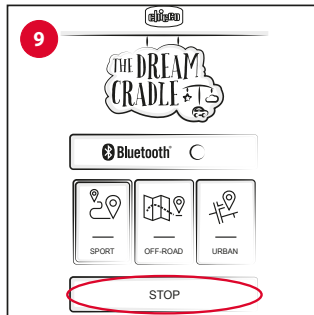 chicco
9
THE DREAM
CRADLE
Bluetooth®
SPORT OFF-ROAD URBAN
STOP